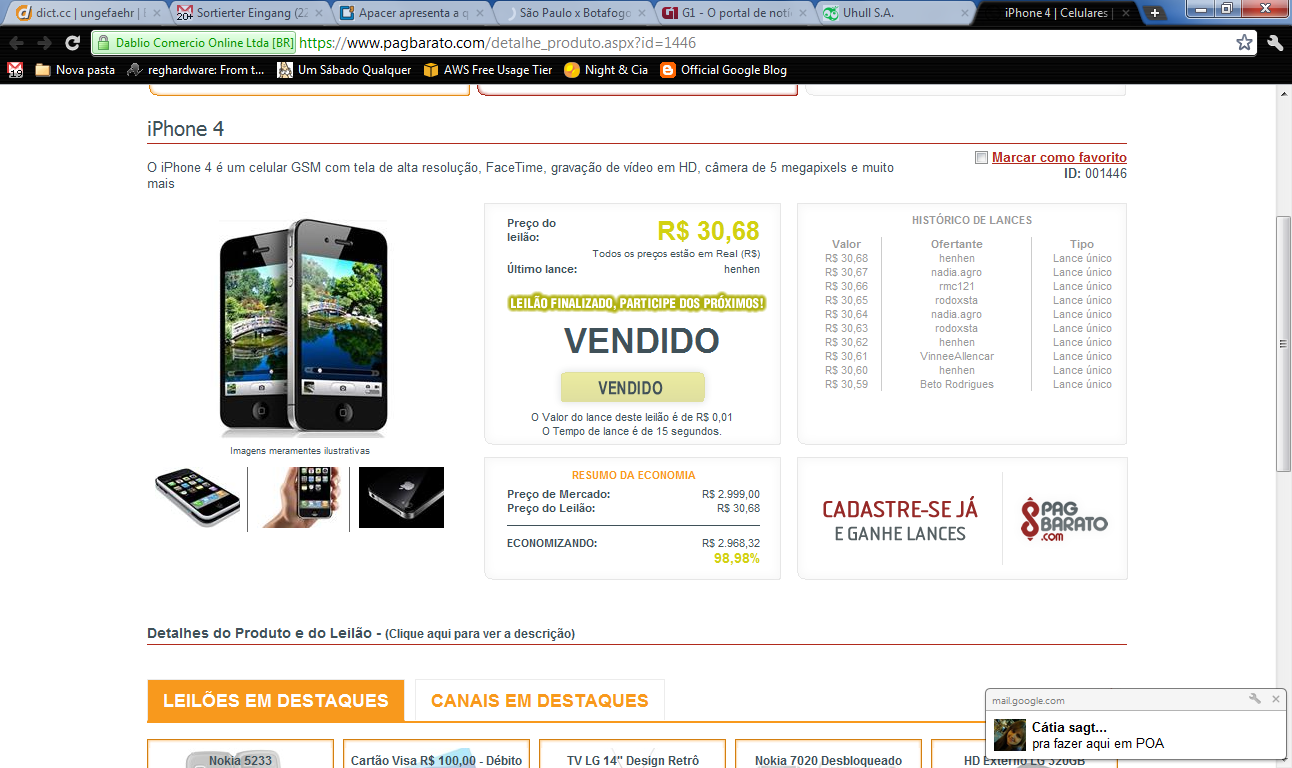 dict.cc | ungefaehr |
Sortierter Eingang (22
20+
Apacer apresenta a q
São Paulo x Botafogo
G1 - O portal de notíc
Uhull S.A.
iPhone 4 | Celulares |
Dablio Comercio Online Ltda [BR]
https://www.pagbarato.com/detalhe_produto.aspx?id=1446
19
Nova pasta
reghardware: From t...
Um Sábado Qualquer
AWS Free Usage Tier
Night & Cia
Official Google Blog
iPhone 4
O iPhone 4 é um celular GSM com tela de alta resolução, FaceTime, gravação de vídeo em HD, câmera de 5 megapixels e muito
mais
Marcar como favorito
ID: 001446
Imagens meramentes ilustrativas
Preço do
leilão:
R$ 30,68
Todos os preços estão em Real (R$)
Último lance: henhen
LEILÃO FINALIZADO, PARTICIPE DOS PRÓXIMOS!
VENDIDO
VENDIDO
O Valor do lance deste leilão é de R$ 0,01
O Tempo de lance é de 15 segundos.
HISTÓRICO DE LANCES
Valor Ofertante Tipo
R$ 30,68 henhen Lance único
R$ 30,67 nadia.agro Lance único
R$ 30,66 rmc121 Lance único
R$ 30,65 rodoxsta Lance único
R$ 30,64 nadia.agro Lance único
R$ 30,63 rodoxsta Lance único
R$ 30,62 henhen Lance único
R$ 30,61 VinneeAllencar Lance único
R$ 30,60 henhen Lance único
R$ 30,59 Beto Rodrigues Lance único
RESUMO DA ECONOMIA
Preço de Mercado: R$ 2.999,00
Preço do Leilão: R$ 30,68
ECONOMIZANDO: R$ 2.968,32
98,98%
CADASTRE-SE JÁ
E GANHE LANCES
PAG
BARATO
.com
Detalhes do Produto e do Leilão - (Clique aqui para ver a descrição)
LEILÕES EM DESTAQUES
CANAIS EM DESTAQUES
Nokia 5233
Cartão Visa R$ 100,00 - Débito
TV LG 14" Design Retrô
Nokia 7020 Desbloqueado
HD Externo LG 320GB
mail.google.com
Cátia sagt...
pra fazer aqui em POA